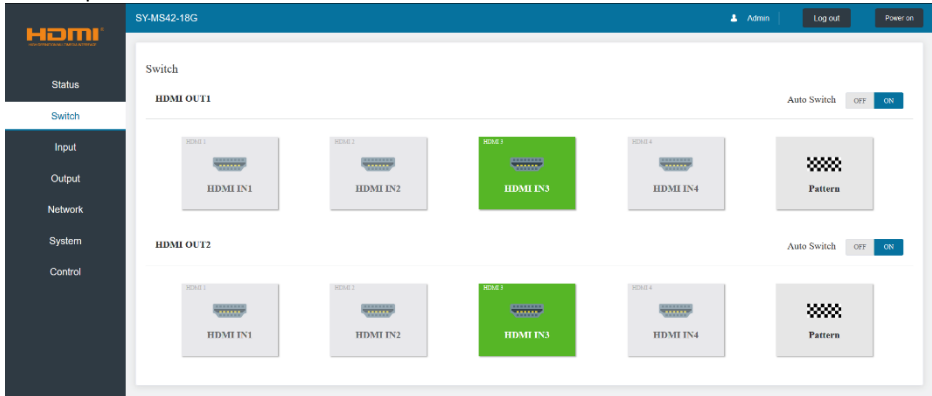 SY-MS42-18G
Admin
Log out
Power on
HDMI
Status
Switch
Input
Output
Network
System
Control
Switch
HDMI OUT1
Auto Switch OFF ON
HDMI 1
HDMI IN1
HDMI 2
HDMI IN2
HDMI 3
HDMI IN3
HDMI 4
HDMI IN4
Pattern
HDMI OUT2
Auto Switch OFF ON
HDMI 1
HDMI IN1
HDMI 2
HDMI IN2
HDMI 3
HDMI IN3
HDMI 4
HDMI IN4
Pattern